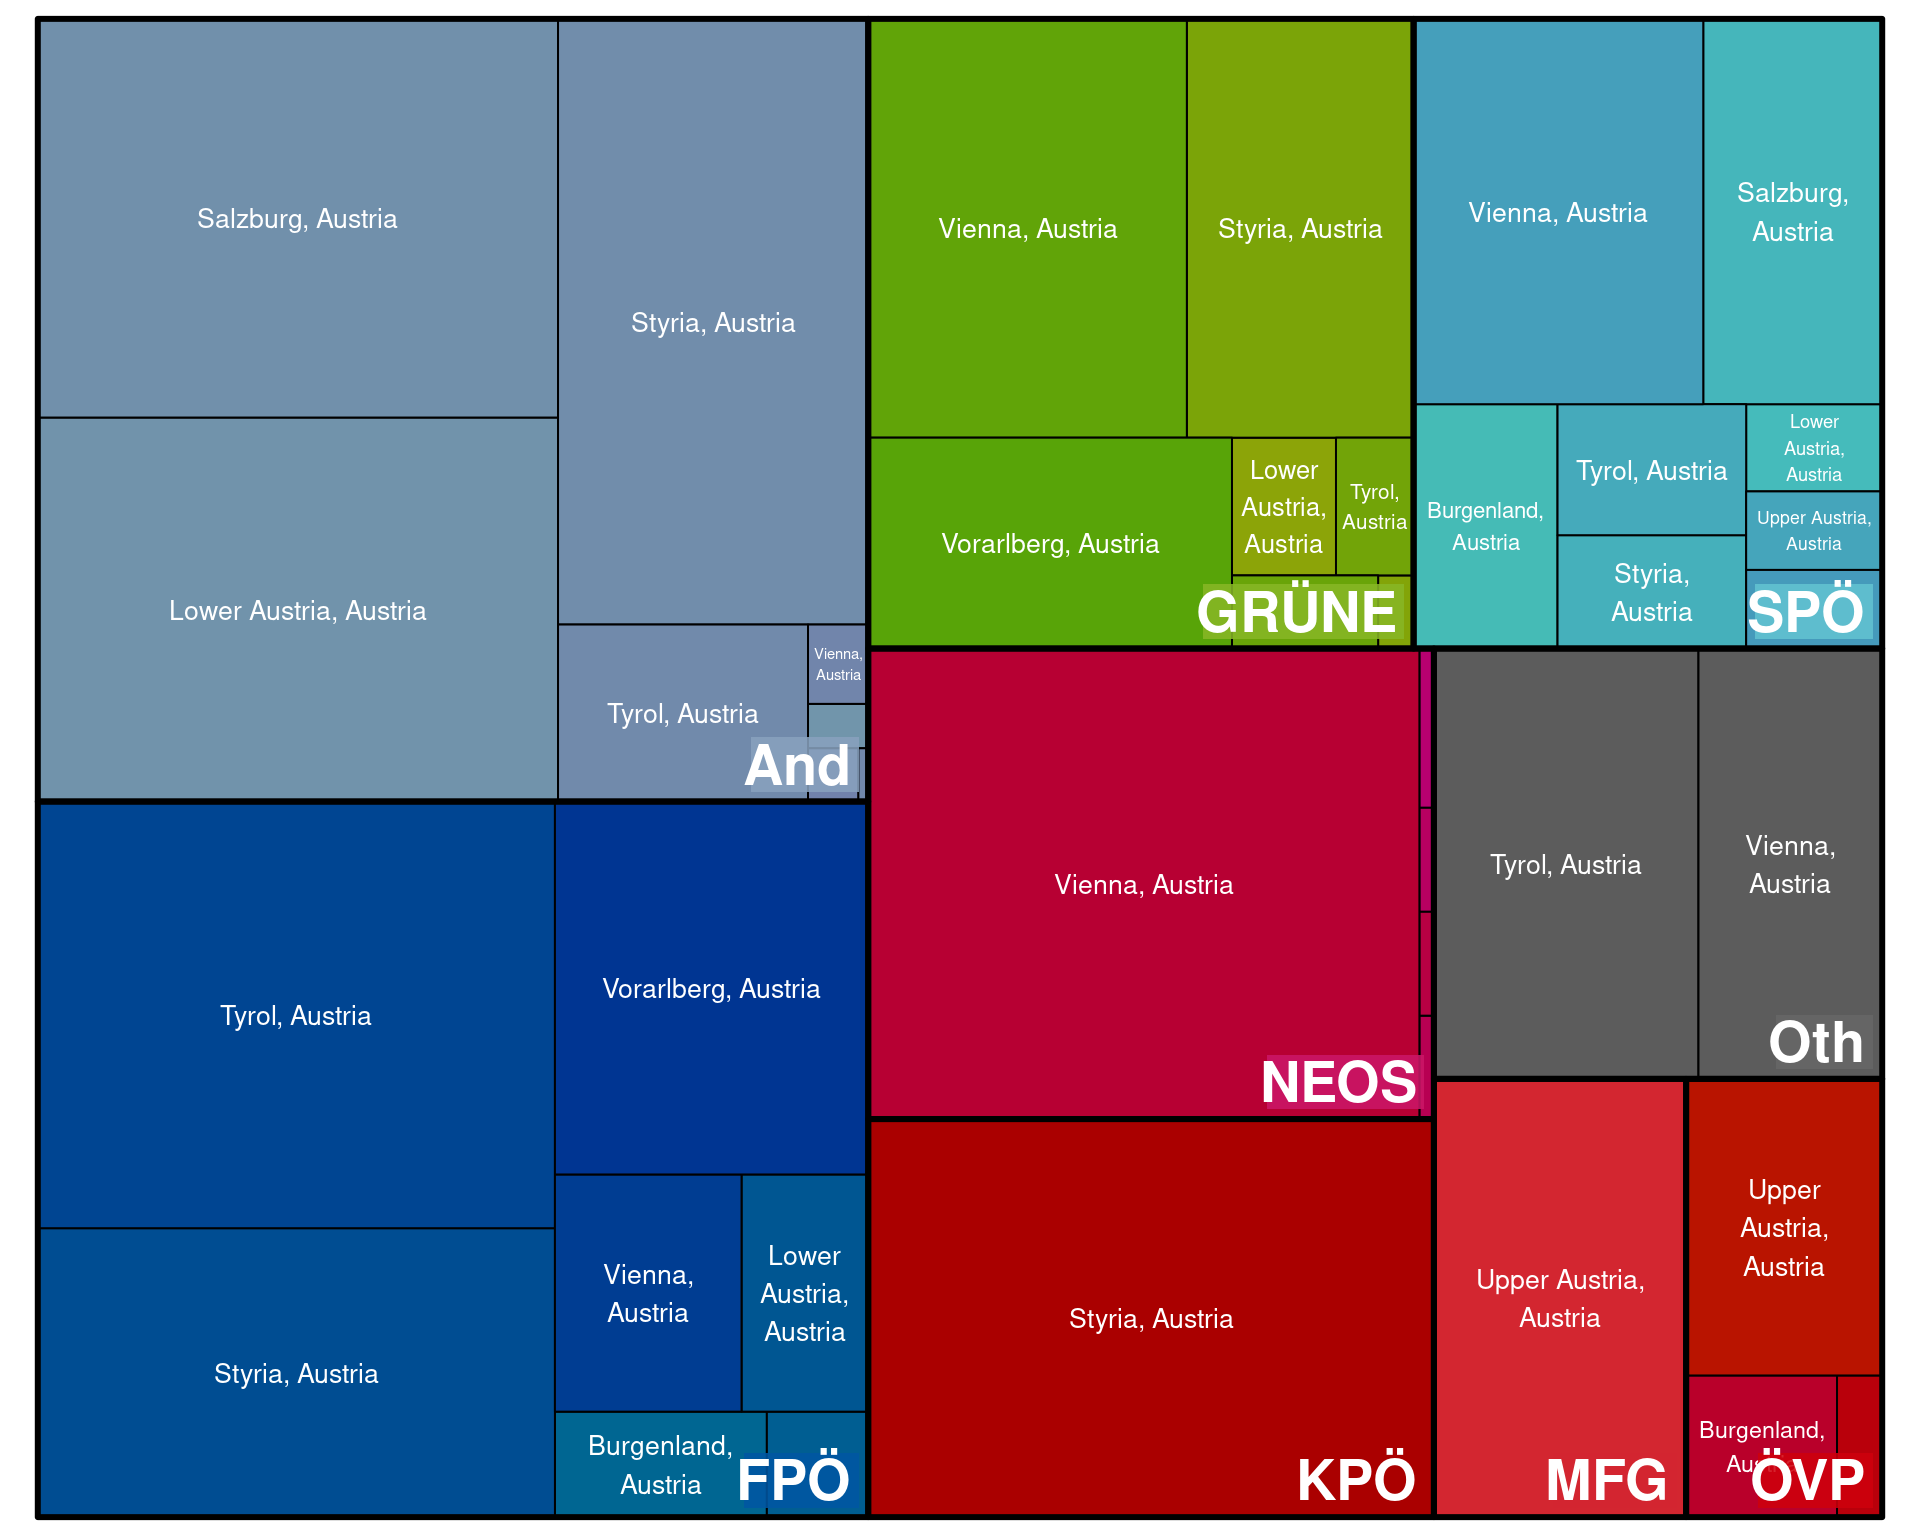 Salzburg, Austria
Lower Austria, Austria
Styria, Austria
Tyrol, Austria
Vienna,
Austria
And
Tyrol, Austria
Styria, Austria
Vorarlberg, Austria
Vienna,
Austria
Lower
Austria,
Austria
Burgenland,
Austria
FPÖ
Vienna, Austria
Styria, Austria
Vorarlberg, Austria
Lower
Austria,
Austria
Tyrol,
Austria
GRÜNE
Vienna, Austria
Salzburg,
Austria
Burgenland,
Austria
Tyrol, Austria
Styria,
Austria
Lower
Austria,
Austria
Upper Austria,
Austria
SPÖ
Vienna, Austria
NEOS
Styria, Austria
KPÖ
Tyrol, Austria
Vienna,
Austria
Oth
Upper Austria,
Austria
MFG
Upper
Austria,
Austria
Burgenland,
ÖVP